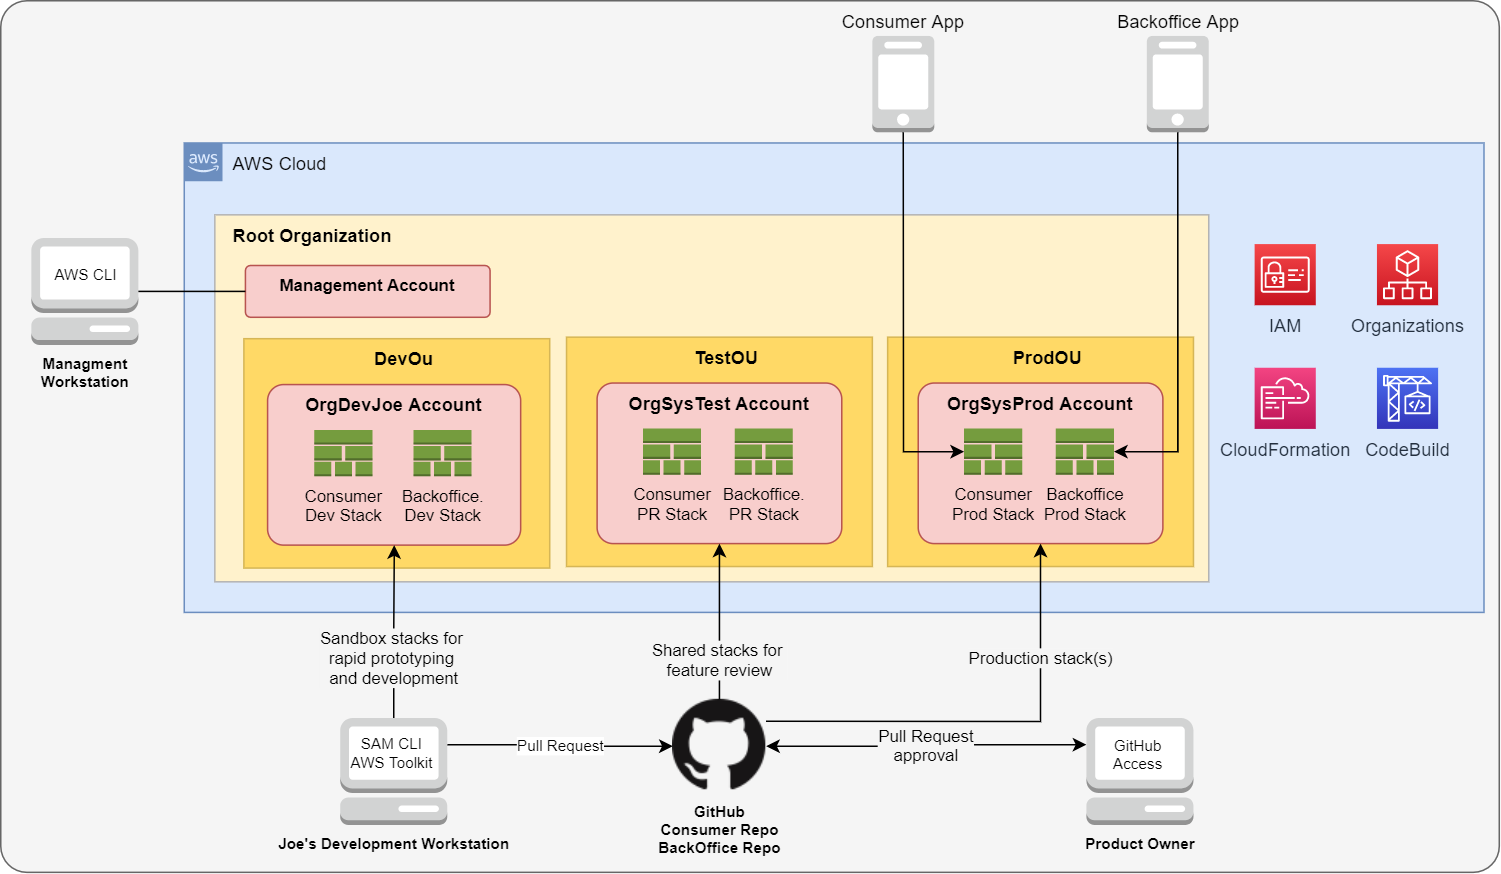 Consumer App
Backoffice App
aws
AWS Cloud
Root Organization
AWS CLI
Management Account
Managment
Workstation
IAM
Organizations
DevOu
TestOU
ProdOU
OrgDevJoe Account
OrgSysTest Account
OrgSysProd Account
CloudFormation
CodeBuild
Consumer
Dev Stack
Backoffice.
Dev Stack
Consumer
PR Stack
Backoffice.
PR Stack
Consumer
Prod Stack
Backoffice
Prod Stack
Sandbox stacks for
rapid prototyping
and development
Shared stacks for
feature review
Production stack(s)
SAM CLI
AWS Toolkit
Pull Request
Pull Request
approval
GitHub
Access
Joe's Development Workstation
GitHub
Consumer Repo
BackOffice Repo
Product Owner